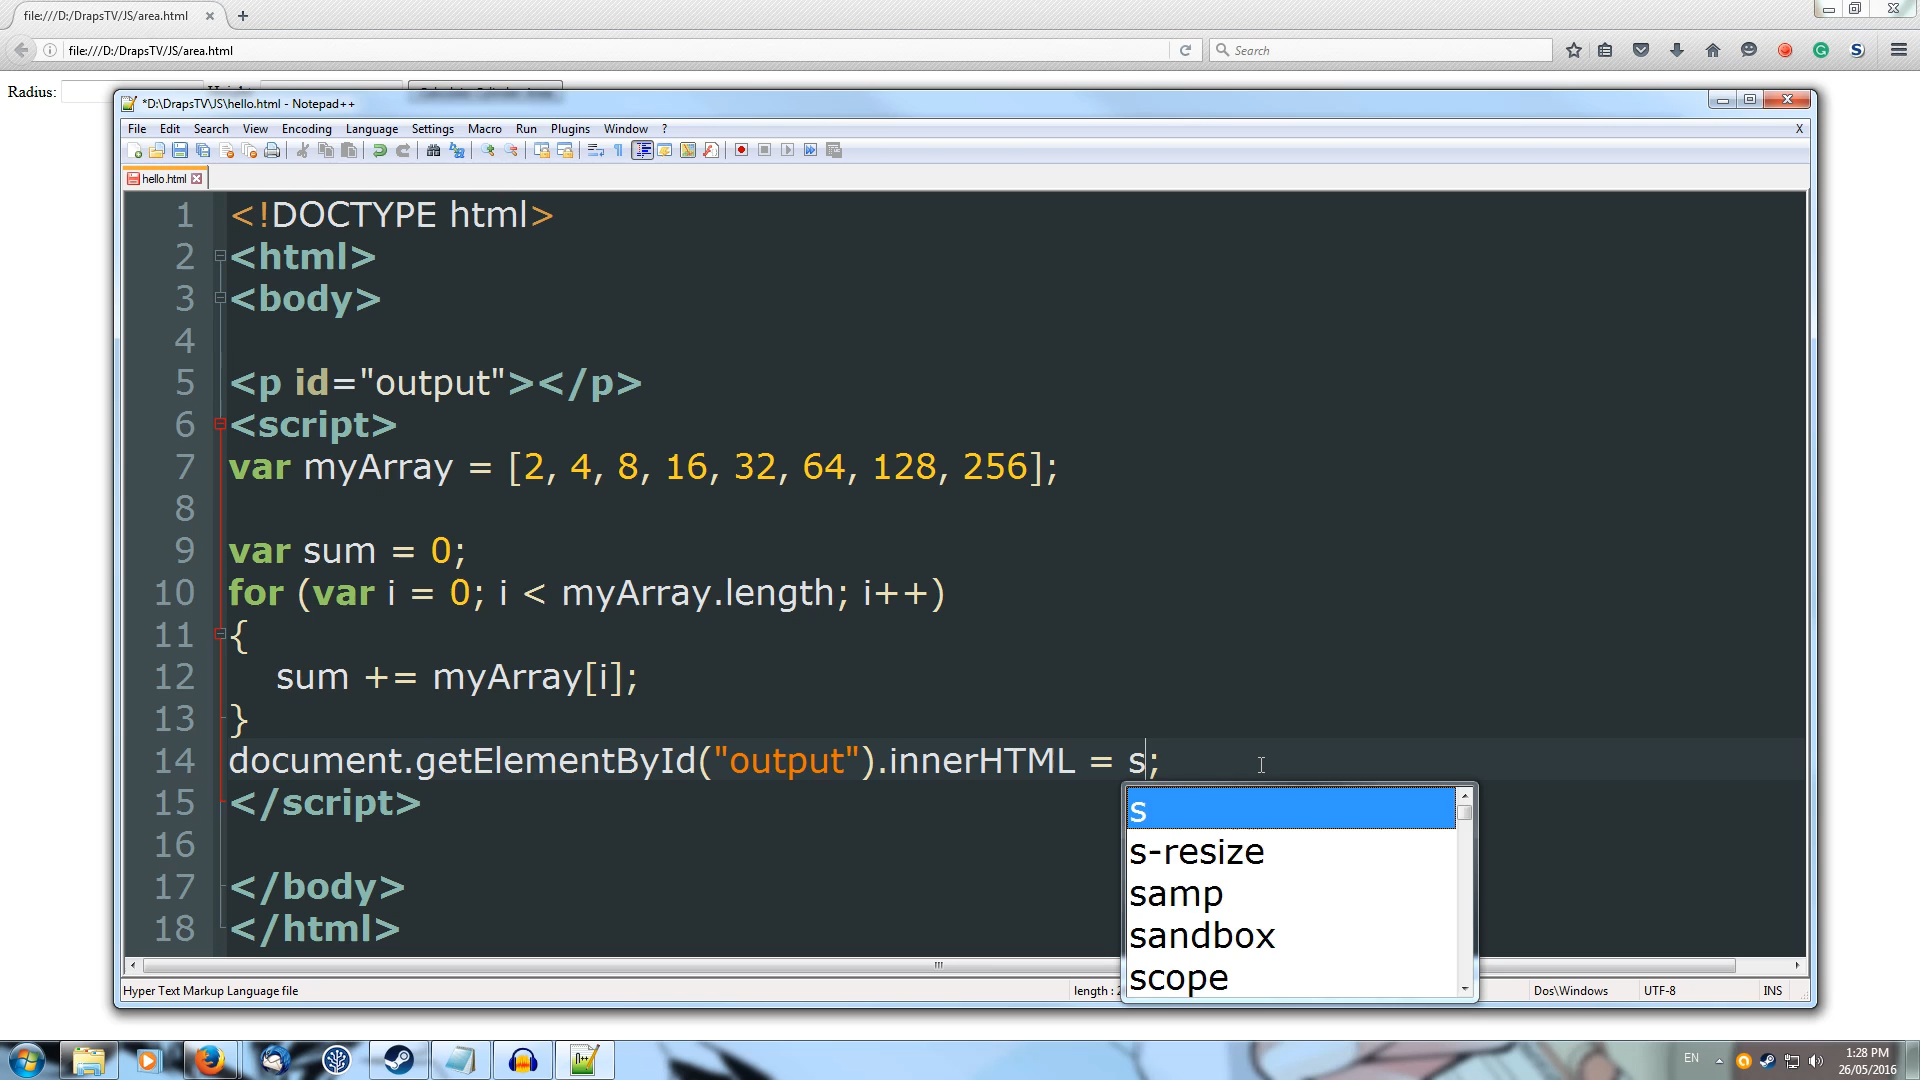 file:///D:/DrapsTV/JS/area.html
file:///D:/DrapsTV/JS/area.html
Search
Radius:
*D:\DrapsTV\JS\hello.html - Notepad++
File Edit Search View Encoding Language Settings Macro Run Plugins Window ? X
hello.html
1 <!DOCTYPE html>
2 <html>
3 <body>
4
5 <p id="output"></p>
6 <script>
7 var myArray = [2, 4, 8, 16, 32, 64, 128, 256];
8
9 var sum = 0;
10 for (var i = 0; i < myArray.length; i++)
11 {
12 sum += myArray[i];
13 }
14 document.getElementById("output").innerHTML = s;
15 </script>
16
17 </body>
18 </html>
s
s-resize
samp
sandbox
scope
Hyper Text Markup Language file length : Dos\Windows UTF-8 INS
EN
1:28 PM
26/05/2016